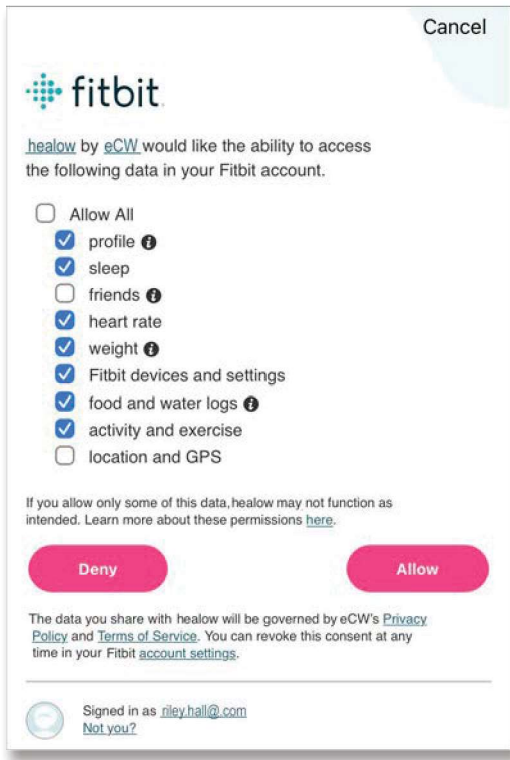 Cancel
fitbit
healow by eCW would like the ability to access
the following data in your Fitbit account.
Allow All
profile
sleep
friends
heart rate
weight
Fitbit devices and settings
food and water logs
activity and exercise
location and GPS
If you allow only some of this data, healow may not function as
intended. Learn more about these permissions here.
Deny
Allow
The data you share with healow will be governed by eCW's Privacy
Policy and Terms of Service. You can revoke this consent at any
time in your Fitbit account settings.
Signed in as riley.hall@.com
Not you?